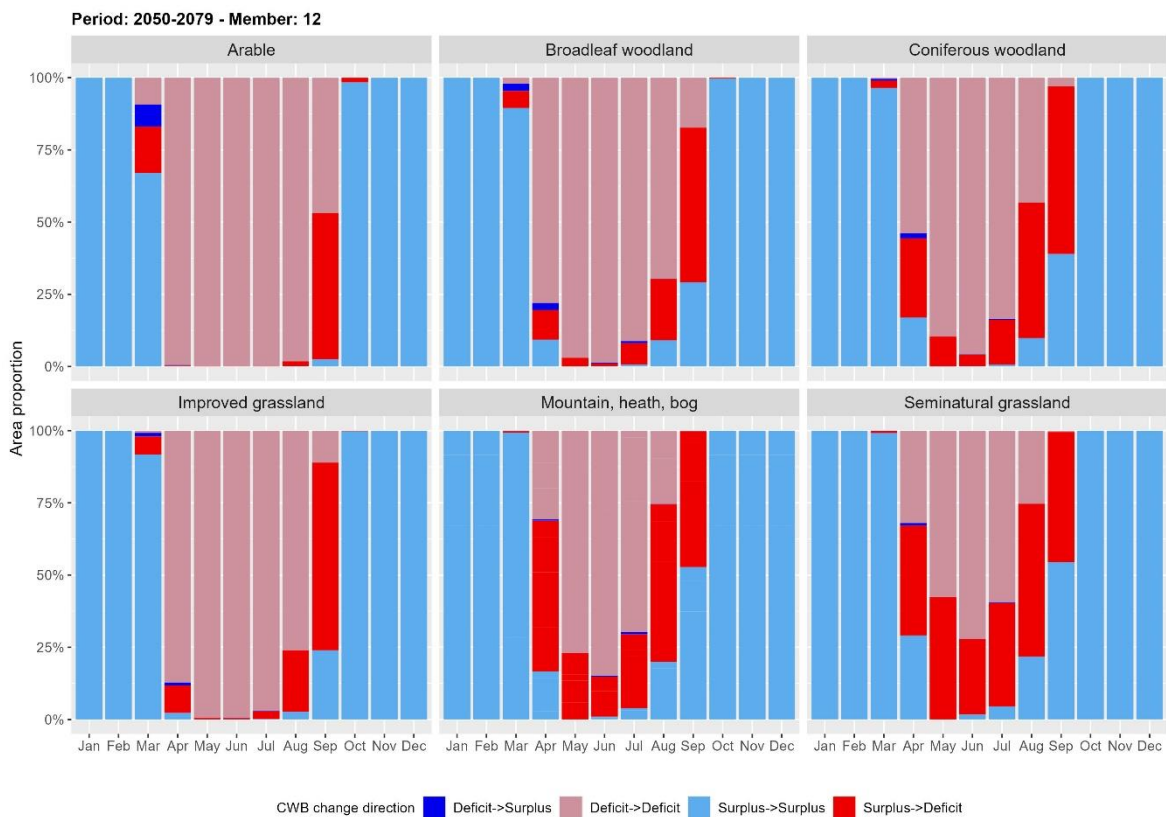 Period: 2050-2079 - Member: 12
Arable Broadleaf woodland Coniferous woodland
100%
75%
50%
25%
0%
Improved grassland Mountain, heath, bog Seminatural grassland
100%
75%
50%
25%
0%
Area proportion
Jan Feb Mar Apr May Jun Jul Aug Sep Oct Nov Dec Jan Feb Mar Apr May Jun Jul Aug Sep Oct Nov Dec Jan Feb Mar Apr May Jun Jul Aug Sep Oct Nov Dec
CWB change direction Deficit->Surplus Deficit->Deficit Surplus->Surplus Surplus->Deficit